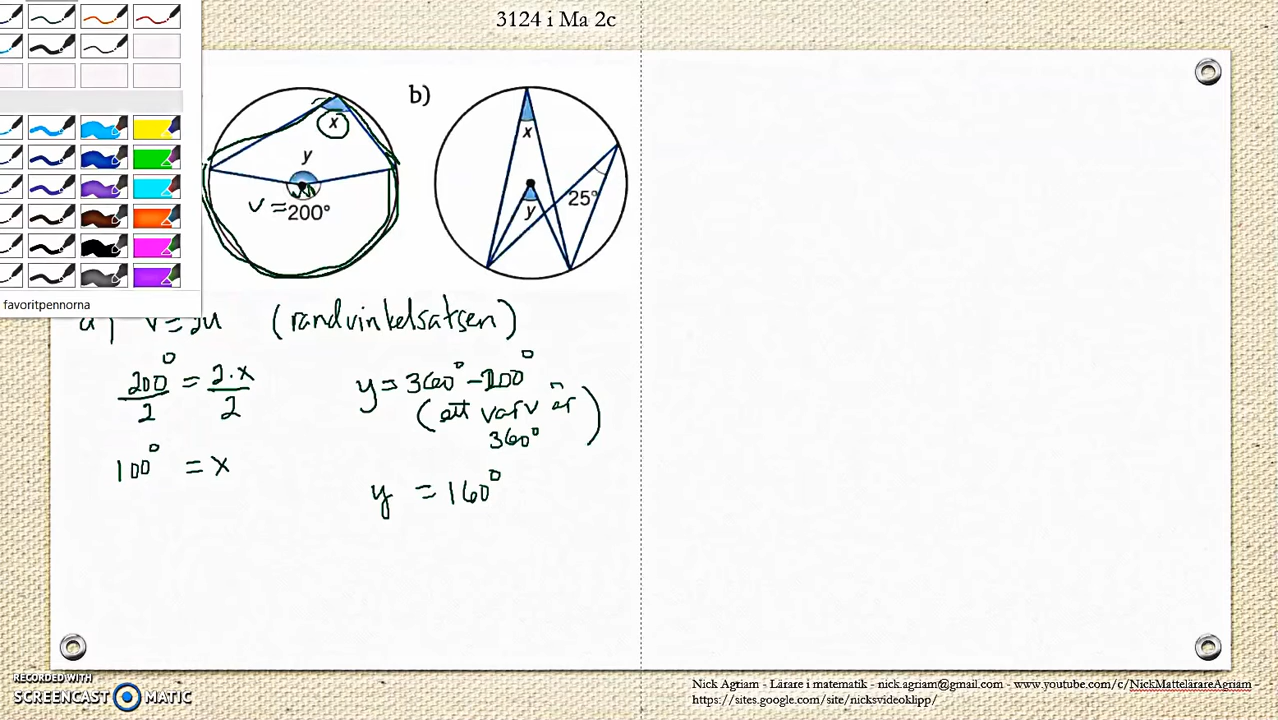 3124 i Ma 2c
b)
x
y
v = 200°
x
25°
y
favoritpennorna
a) v = 2u (randvinkelsatsen)
200°/2 = 2·x/2
y = 360° - 200°
(ett varv är
360°)
100° = x
y = 160°
RECORDED WITH
SCREENCAST MATIC
Nick Agriam - Lärare i matematik - nick.agriam@gmail.com - www.youtube.com/c/NickMattelärareAgriam
https://sites.google.com/site/nicksvideoklipp/